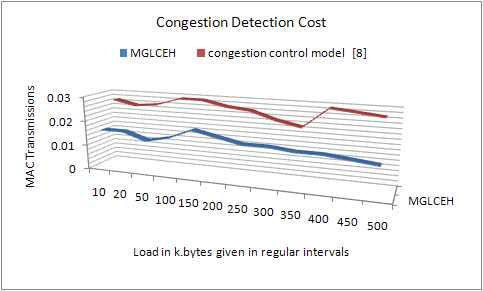 Congestion Detection Cost
MGLCEH congestion control model [8]
MAC Transmissions
0.03
0.02
0.01
0
10 20 50 100 150 200 250 300 350 400 450 500
MGLCEH
Load in k.bytes given in regular intervals